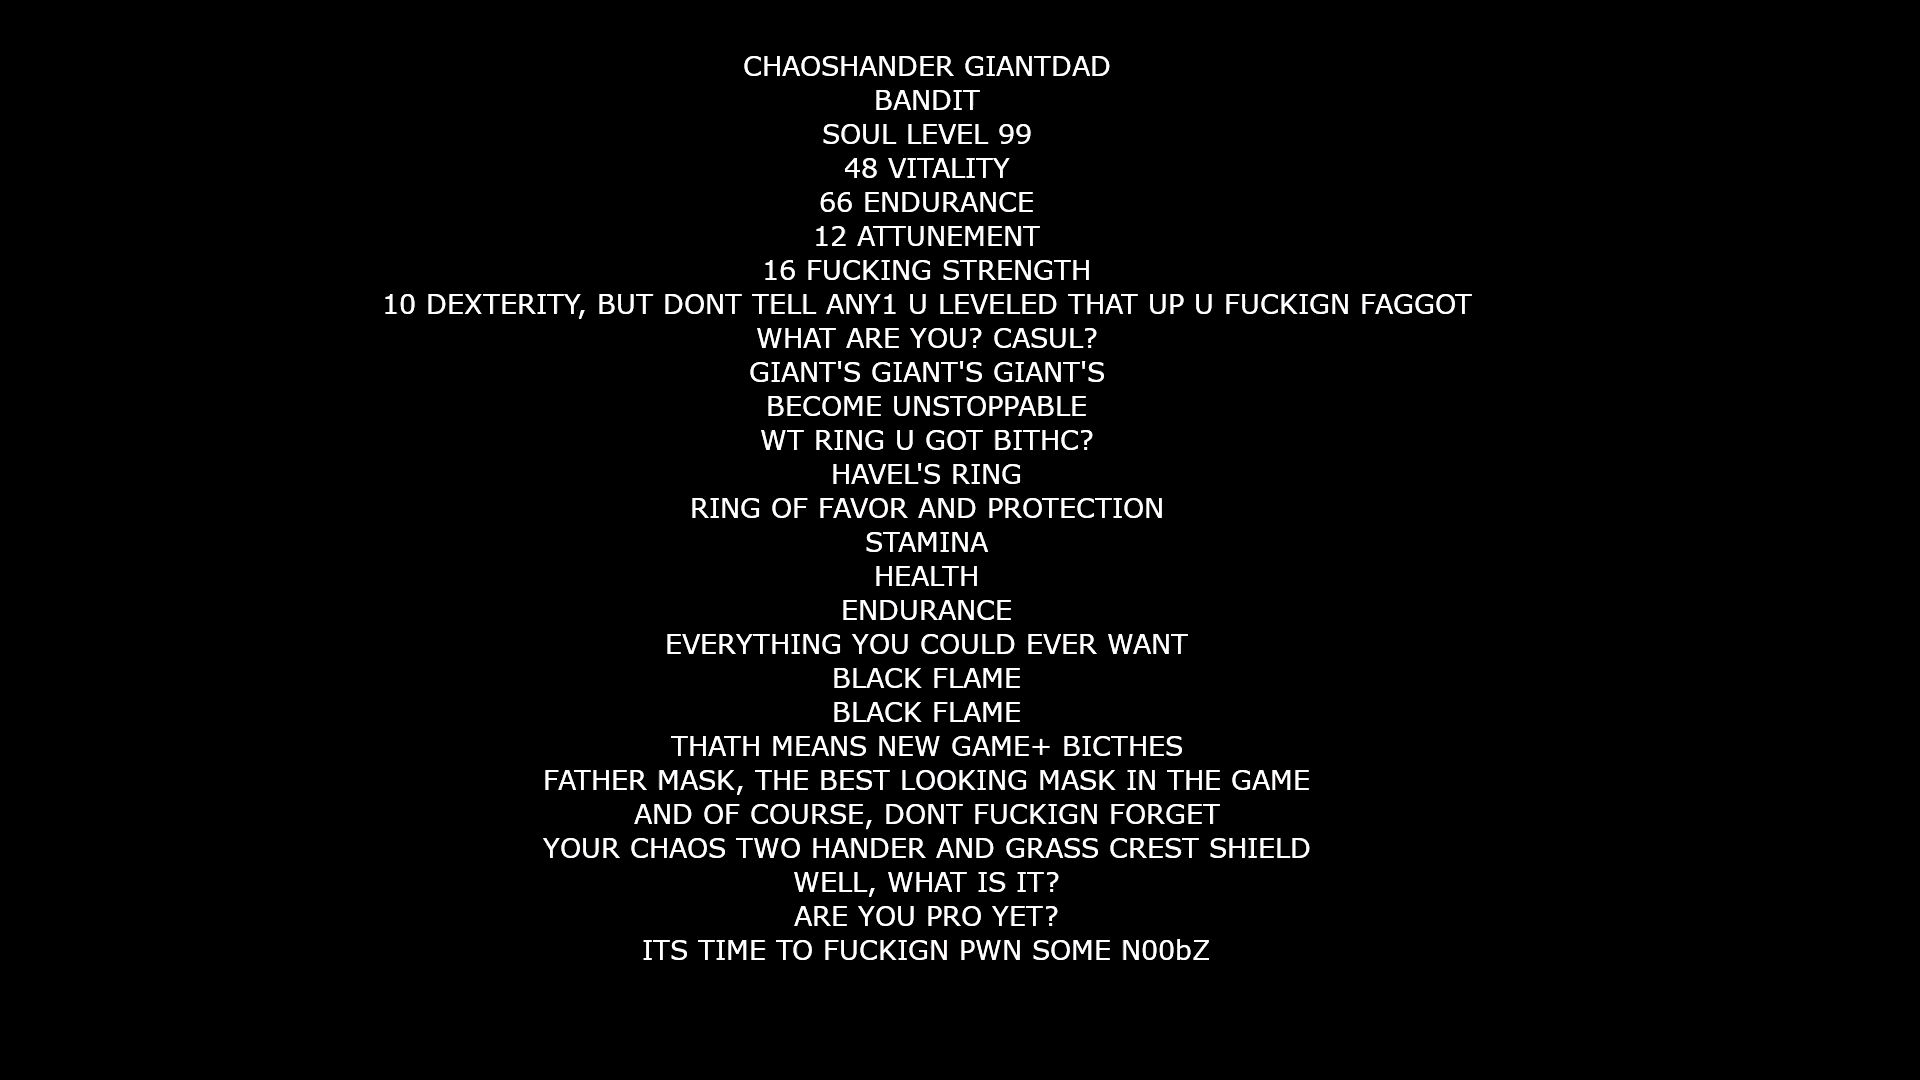 CHAOSHANDER GIANTDAD
BANDIT
SOUL LEVEL 99
48 VITALITY
66 ENDURANCE
12 ATTUNEMENT
16 FUCKING STRENGTH
10 DEXTERITY, BUT DONT TELL ANY1 U LEVELED THAT UP U FUCKIGN FAGGOT
WHAT ARE YOU? CASUL?
GIANT'S GIANT'S GIANT'S
BECOME UNSTOPPABLE
WT RING U GOT BITHC?
HAVEL'S RING
RING OF FAVOR AND PROTECTION
STAMINA
HEALTH
ENDURANCE
EVERYTHING YOU COULD EVER WANT
BLACK FLAME
BLACK FLAME
THATH MEANS NEW GAME+ BICTHES
FATHER MASK, THE BEST LOOKING MASK IN THE GAME
AND OF COURSE, DONT FUCKIGN FORGET
YOUR CHAOS TWO HANDER AND GRASS CREST SHIELD
WELL, WHAT IS IT?
ARE YOU PRO YET?
ITS TIME TO FUCKIGN PWN SOME N00bZ